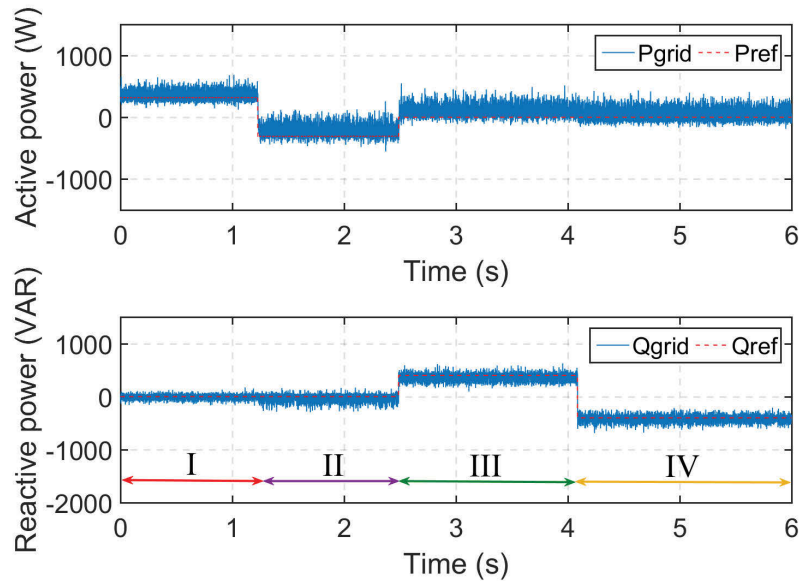 Active power (W)
1000
0
-1000
Pgrid Pref
0 1 2 3 4 5 6
Time (s)
Reactive power (VAR)
1000
0
-1000
-2000
Qgrid Qref
I II III IV
0 1 2 3 4 5 6
Time (s)